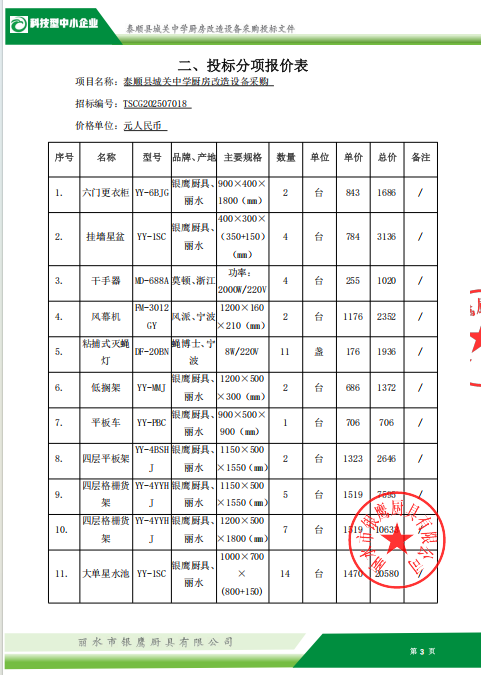 科技型中小企业
泰顺县城关中学厨房改造设备采购投标文件
二、投标分项报价表
项目名称：泰顺县城关中学厨房改造设备采购
招标编号：TSCG202507018
价格单位：元人民币
序号 名称 型号 品牌、产地 主要规格 数量 单位 单价 总价 备注
1. 六门更衣柜 YY-6BJG 银鹰厨具、丽水 900×400×1800（mm） 2 台 843 1686 /
2. 挂墙星盆 YY-1SC 银鹰厨具、丽水 400×300×（350+150）（mm） 4 台 784 3136 /
3. 干手器 MD-688A 莫顿、浙江 功率：2000W/220V 4 台 255 1020 /
4. 风幕机 FM-3012GY 风派、宁波 1200×160×210（mm） 2 台 1176 2352 /
5. 粘捕式灭蝇灯 DF-20BN 蝇博士、宁波 8W/220V 11 盏 176 1936 /
6. 低搁架 YY-MMJ 银鹰厨具、丽水 1200×500×300（mm） 2 台 686 1372 /
7. 平板车 YY-PBC 银鹰厨具、丽水 900×500×900（mm） 1 台 706 706 /
8. 四层平板架 YY-4BSHJ 银鹰厨具、丽水 1150×500×1550（mm） 2 台 1323 2646 /
9. 四层格栅货架 YY-4YYHJ 银鹰厨具、丽水 1150×500×1550（mm） 5 台 1519 7595 /
10. 四层格栅货架 YY-4YYHJ 银鹰厨具、丽水 1200×500×1800（mm） 7 台 1519 10633 /
11. 大单星水池 YY-1SC 银鹰厨具、丽水 1000×700×（800+150） 14 台 1470 20580 /
丽水市银鹰厨具有限公司
丽水市银鹰厨具有限公司
第 3 页